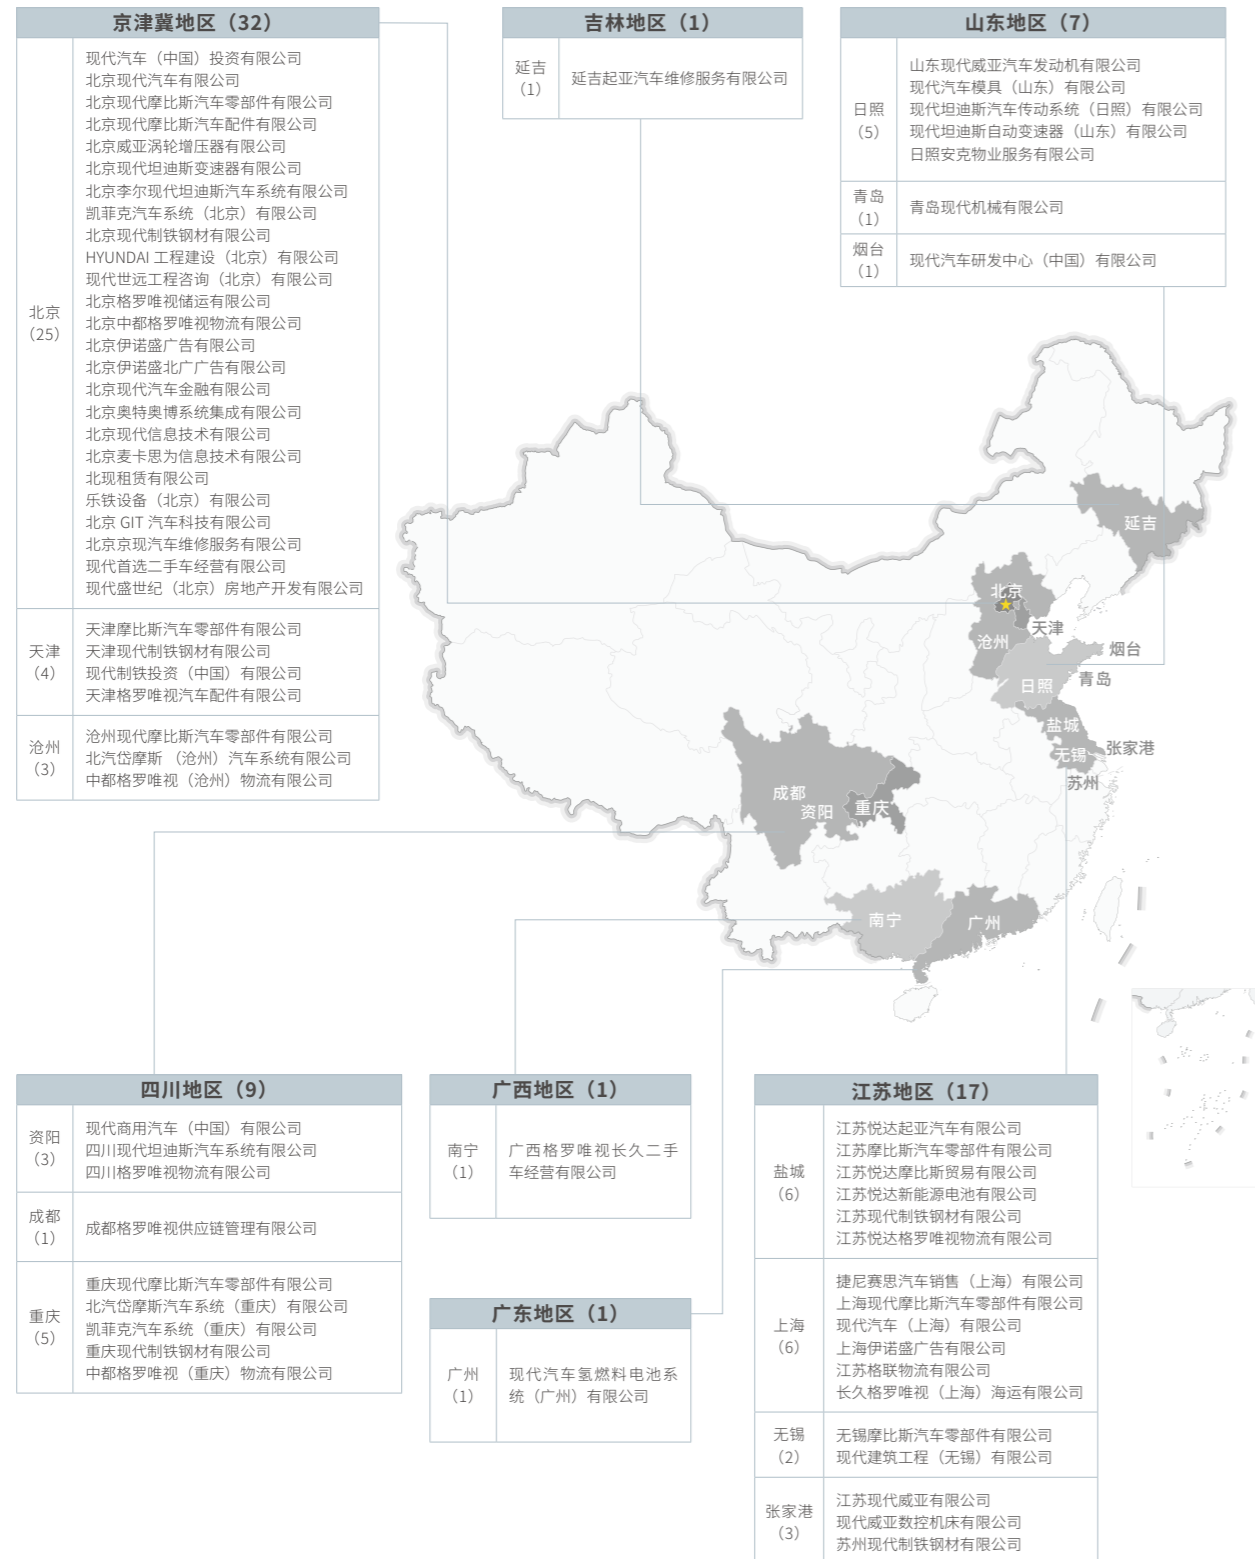 京津冀地区（32）
北京
（25）
现代汽车（中国）投资有限公司
北京现代汽车有限公司
北京现代摩比斯汽车零部件有限公司
北京现代摩比斯汽车配件有限公司
北京威亚涡轮增压器有限公司
北京现代坦迪斯变速器有限公司
北京李尔现代坦迪斯汽车系统有限公司
凯菲克汽车系统（北京）有限公司
北京现代制铁钢材有限公司
HYUNDAI 工程建设（北京）有限公司
现代世远工程咨询（北京）有限公司
北京格罗唯视储运有限公司
北京中都格罗唯视物流有限公司
北京伊诺盛广告有限公司
北京伊诺盛北广广告有限公司
北京现代汽车金融有限公司
北京奥特奥博系统集成有限公司
北京现代信息技术有限公司
北京麦卡思为信息技术有限公司
北现租赁有限公司
乐铁设备（北京）有限公司
北京 GIT 汽车科技有限公司
北京京现汽车维修服务有限公司
现代首选二手车经营有限公司
现代盛世纪（北京）房地产开发有限公司
天津
（4）
天津摩比斯汽车零部件有限公司
天津现代制铁钢材有限公司
现代制铁投资（中国）有限公司
天津格罗唯视汽车配件有限公司
沧州
（3）
沧州现代摩比斯汽车零部件有限公司
北汽岱摩斯 （沧州）汽车系统有限公司
中都格罗唯视（沧州）物流有限公司
吉林地区（1）
延吉
（1）
延吉起亚汽车维修服务有限公司
山东地区（7）
日照
（5）
山东现代威亚汽车发动机有限公司
现代汽车模具（山东）有限公司
现代坦迪斯汽车传动系统（日照）有限公司
现代坦迪斯自动变速器（山东）有限公司
日照安克物业服务有限公司
青岛
（1）
青岛现代机械有限公司
烟台
（1）
现代汽车研发中心（中国）有限公司
延吉
北京
天津
沧州
烟台
青岛
日照
盐城
张家港
无锡
苏州
成都
资阳
重庆
南宁
广州
四川地区（9）
资阳
（3）
现代商用汽车（中国）有限公司
四川现代坦迪斯汽车系统有限公司
四川格罗唯视物流有限公司
成都
（1）
成都格罗唯视供应链管理有限公司
重庆
（5）
重庆现代摩比斯汽车零部件有限公司
北汽岱摩斯汽车系统（重庆）有限公司
凯菲克汽车系统（重庆）有限公司
重庆现代制铁钢材有限公司
中都格罗唯视（重庆）物流有限公司
广西地区（1）
南宁
（1）
广西格罗唯视长久二手
车经营有限公司
广东地区（1）
广州
（1）
现代汽车氢燃料电池系
统（广州）有限公司
江苏地区（17）
盐城
（6）
江苏悦达起亚汽车有限公司
江苏摩比斯汽车零部件有限公司
江苏悦达摩比斯贸易有限公司
江苏悦达新能源电池有限公司
江苏现代制铁钢材有限公司
江苏悦达格罗唯视物流有限公司
上海
（6）
捷尼赛思汽车销售（上海）有限公司
上海现代摩比斯汽车零部件有限公司
现代汽车（上海）有限公司
上海伊诺盛广告有限公司
江苏格联物流有限公司
长久格罗唯视（上海）海运有限公司
无锡
（2）
无锡摩比斯汽车零部件有限公司
现代建筑工程（无锡）有限公司
张家港
（3）
江苏现代威亚有限公司
现代威亚数控机床有限公司
苏州现代制铁钢材有限公司